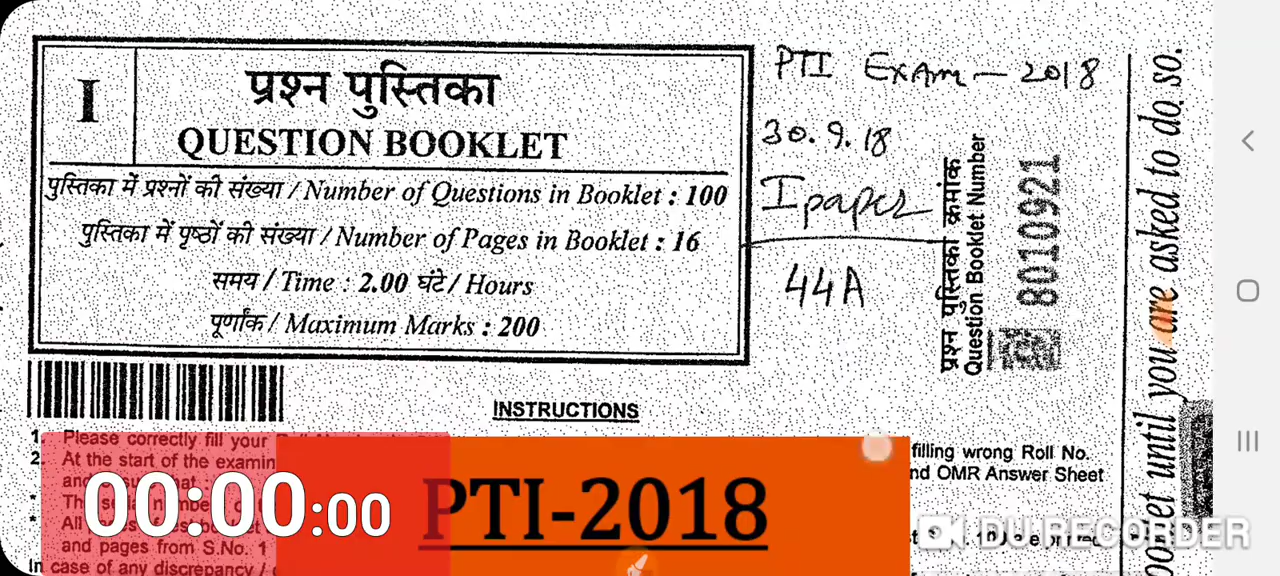 I
प्रश्न पुस्तिका
QUESTION BOOKLET
पुस्तिका में प्रश्नों की संख्या / Number of Questions in Booklet : 100
पुस्तिका में पृष्ठों की संख्या / Number of Pages in Booklet : 16
समय / Time : 2.00 घंटे / Hours
पूर्णांक / Maximum Marks : 200
PTI Exam - 2018
30.9.18
I paper
44A
प्रश्न पुस्तिका क्रमांक
Question Booklet Number
8010921
you are asked to do so.
INSTRUCTIONS
1. Please correctly fill your
filling wrong Roll No.
2. At the start of the examin
nd OMR Answer Sheet
All
and pages from S.No. 1
In case of any discrepancy /
00:00:00
PTI-2018
DU RECORDER